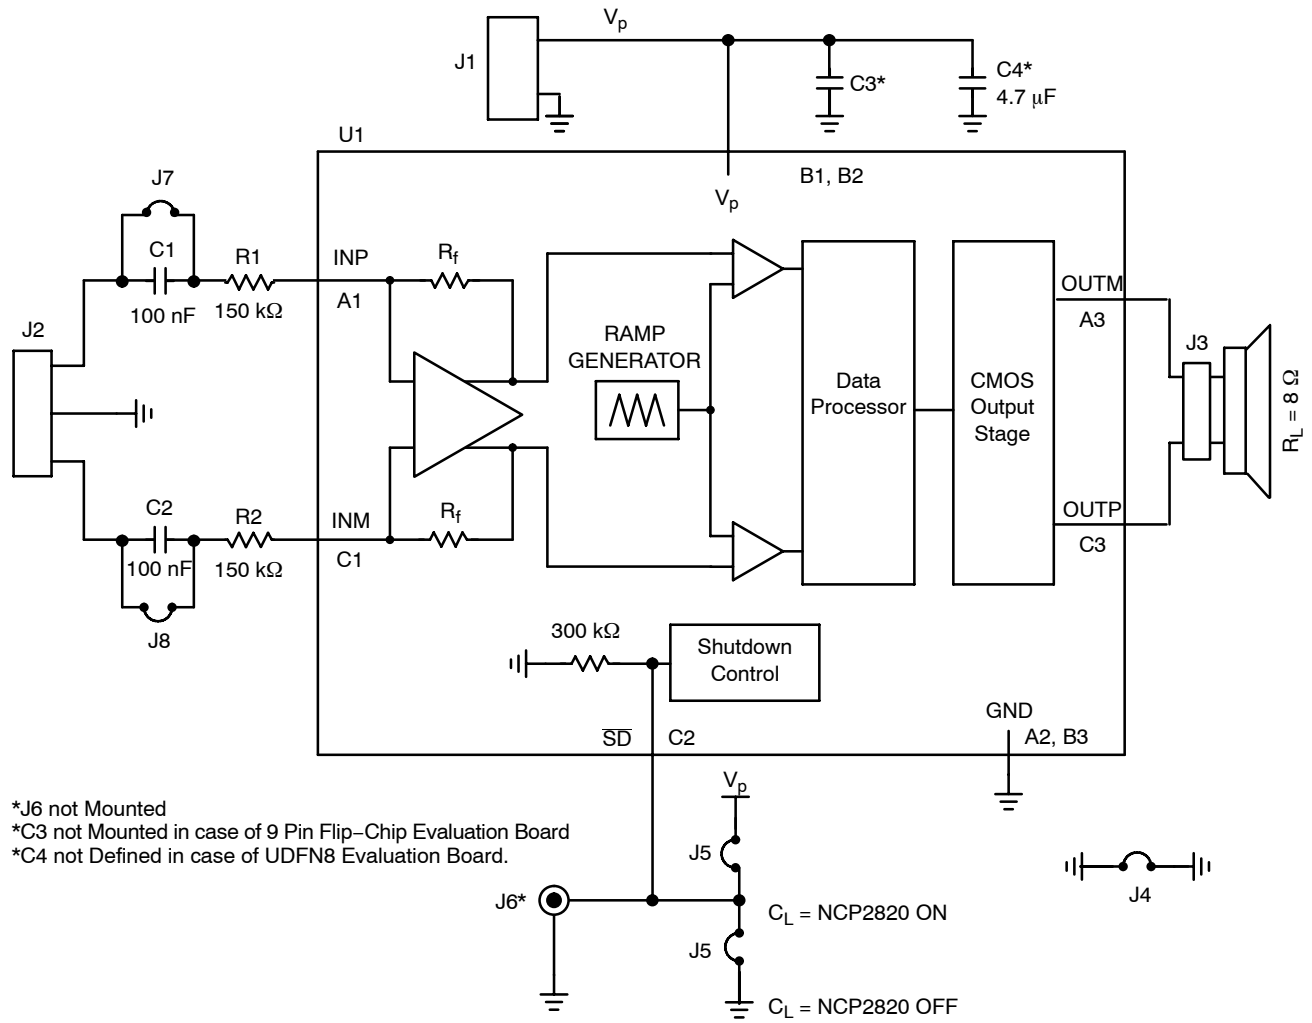 Vp
J1
C3*
C4*
4.7 μF
U1
B1, B2
Vp
J7
C1
100 nF
R1
150 kΩ
INP
A1
Rf
J2
RAMP
GENERATOR
Data
Processor
CMOS
Output
Stage
OUTM
A3
J3
RL = 8 Ω
C2
100 nF
J8
R2
150 kΩ
INM
C1
Rf
OUTP
C3
300 kΩ
Shutdown
Control
SD
C2
GND
A2, B3
*J6 not Mounted
*C3 not Mounted in case of 9 Pin Flip−Chip Evaluation Board
*C4 not Defined in case of UDFN8 Evaluation Board.
Vp
J5
J4
J6*
CL = NCP2820 ON
J5
CL = NCP2820 OFF